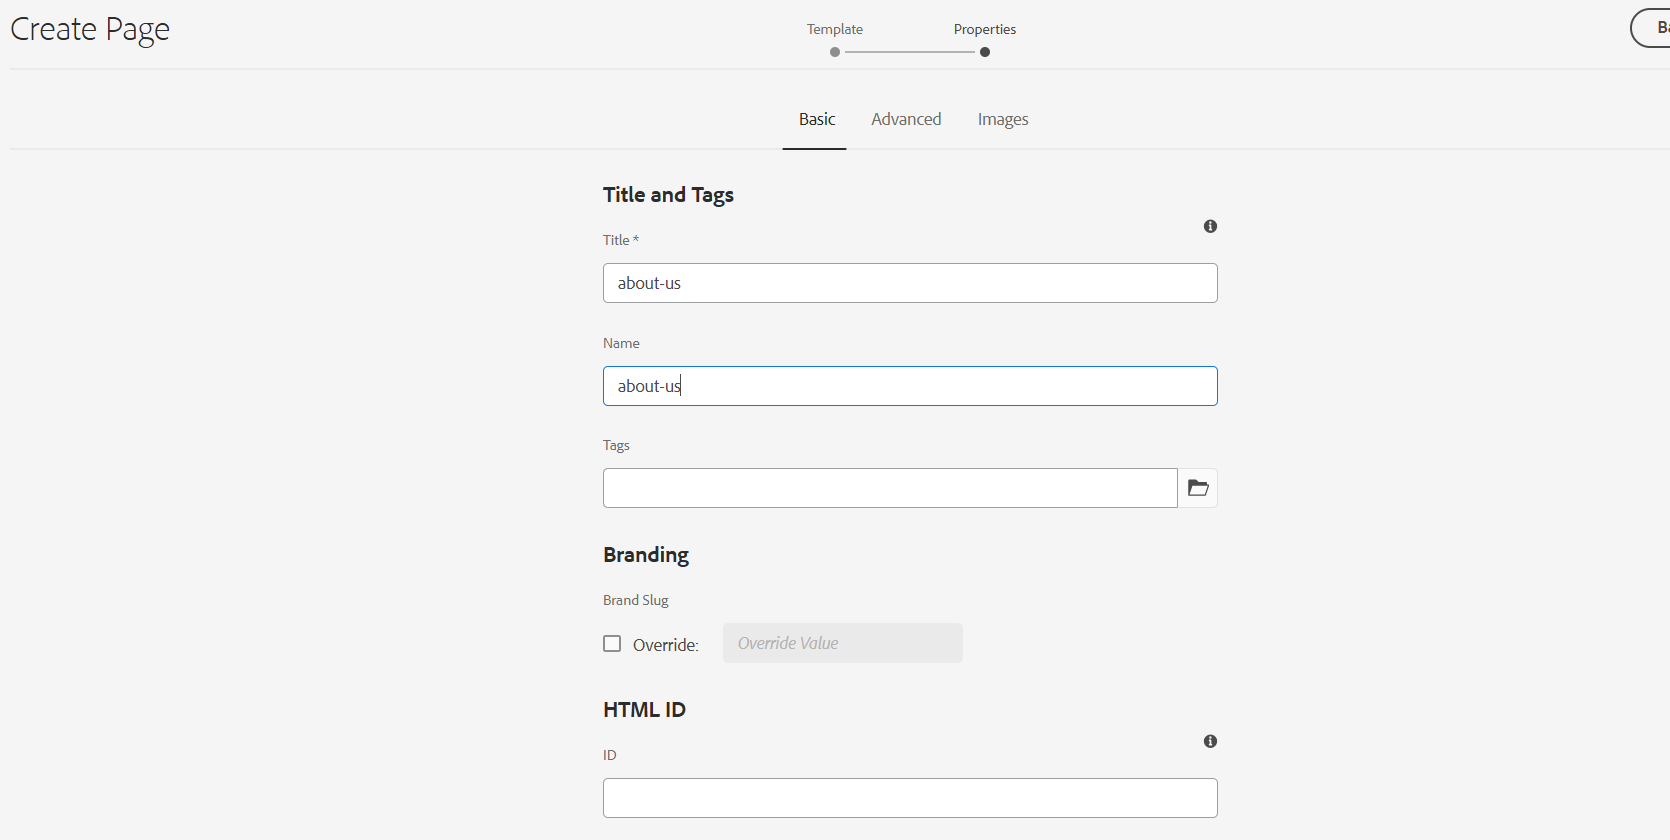 Create Page
Template
Properties
Basic
Advanced
Images
Title and Tags
Title *
about-us
Name
about-us
Tags
Branding
Brand Slug
Override:
Override Value
HTML ID
ID